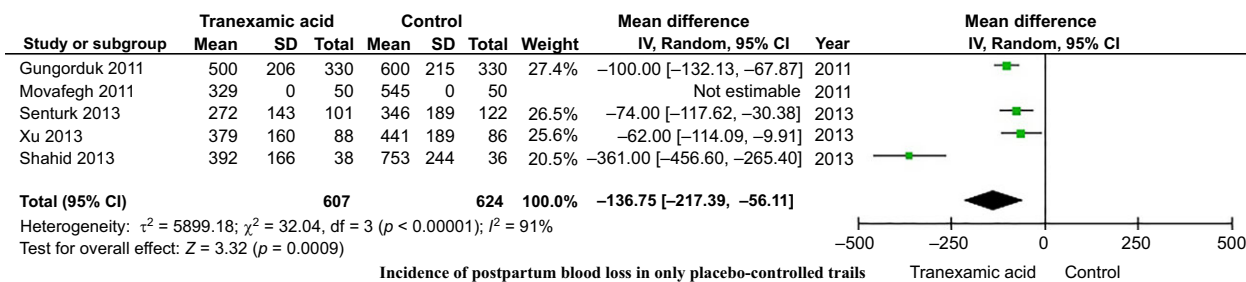 Tranexamic acid Control Mean difference Mean difference
Study or subgroup Mean SD Total Mean SD Total Weight IV, Random, 95% CI Year IV, Random, 95% CI
Gungorduk 2011 500 206 330 600 215 330 27.4% –100.00 [–132.13, –67.87] 2011
Movafegh 2011 329 0 50 545 0 50 Not estimable 2011
Senturk 2013 272 143 101 346 189 122 26.5% –74.00 [–117.62, –30.38] 2013
Xu 2013 379 160 88 441 189 86 25.6% –62.00 [–114.09, –9.91] 2013
Shahid 2013 392 166 38 753 244 36 20.5% –361.00 [–456.60, –265.40] 2013
Total (95% CI) 607 624 100.0% –136.75 [–217.39, –56.11]
Heterogeneity: τ² = 5899.18; χ² = 32.04, df = 3 (p < 0.00001); I² = 91%
Test for overall effect: Z = 3.32 (p = 0.0009)
–500 –250 0 250 500
Tranexamic acid Control
Incidence of postpartum blood loss in only placebo-controlled trails